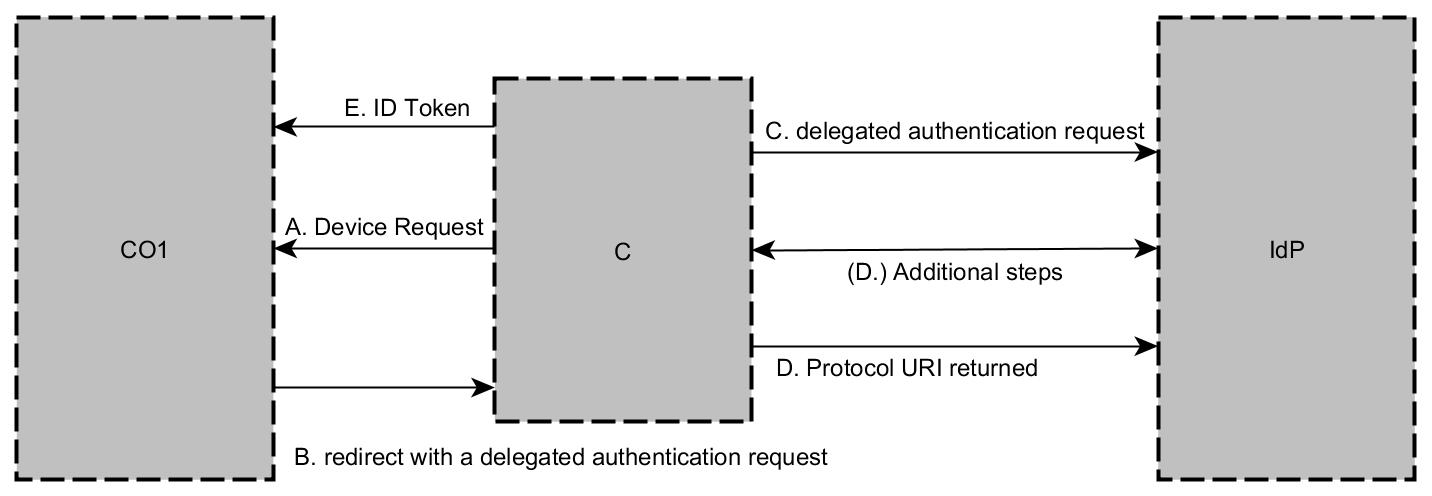 E. ID Token
C. delegated authentication request
A. Device Request
CO1
C
IdP
(D.) Additional steps
D. Protocol URI returned
B. redirect with a delegated authentication request